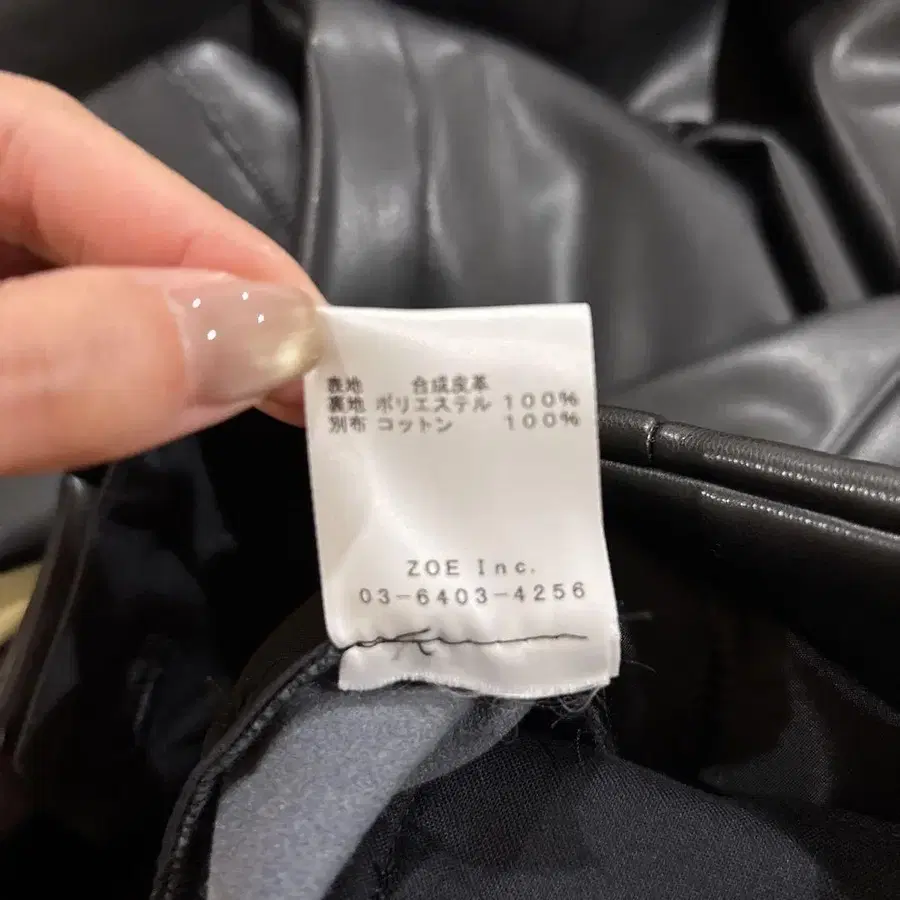 表地 合成皮革
裏地 ポリエステル 100%
別布 コットン 100%
ZOE Inc.
03-6403-4256